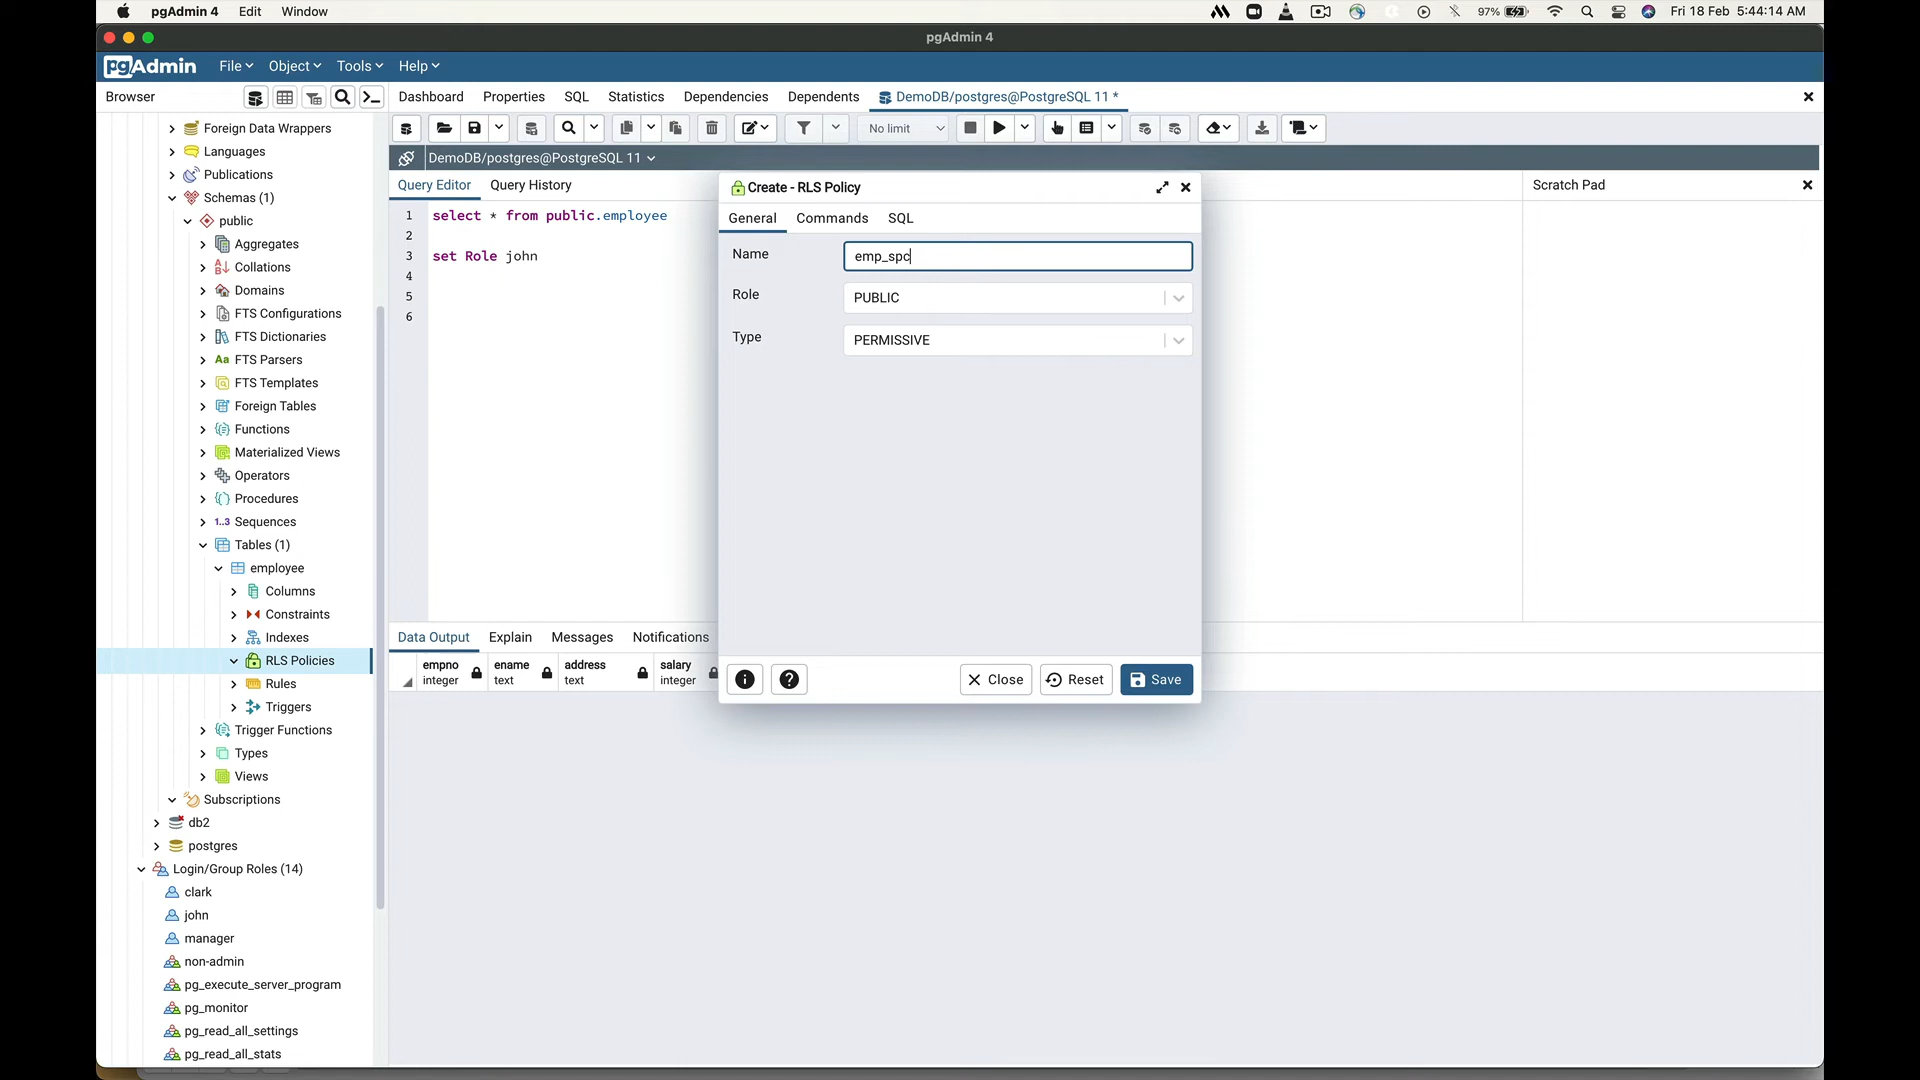 pgAdmin 4 Edit Window 97% Fri 18 Feb 5:44:14 AM
pgAdmin 4
pgAdmin File Object Tools Help
Browser Dashboard Properties SQL Statistics Dependencies Dependents DemoDB/postgres@PostgreSQL 11 *
No limit
DemoDB/postgres@PostgreSQL 11
Query Editor Query History
Scratch Pad
1 select * from public.employee
2
3 set Role john
4
5
6
Foreign Data Wrappers
Languages
Publications
Schemas (1)
public
Aggregates
Collations
Domains
FTS Configurations
FTS Dictionaries
Aa FTS Parsers
FTS Templates
Foreign Tables
Functions
Materialized Views
Operators
Procedures
1..3 Sequences
Tables (1)
employee
Columns
Constraints
Indexes
RLS Policies
Rules
Triggers
Trigger Functions
Types
Views
Subscriptions
db2
postgres
Login/Group Roles (14)
clark
john
manager
non-admin
pg_execute_server_program
pg_monitor
pg_read_all_settings
pg_read_all_stats
Create - RLS Policy
General Commands SQL
Name emp_spc
Role PUBLIC
Type PERMISSIVE
Close Reset Save
Data Output Explain Messages Notifications
empno ename address salary
integer text text integer